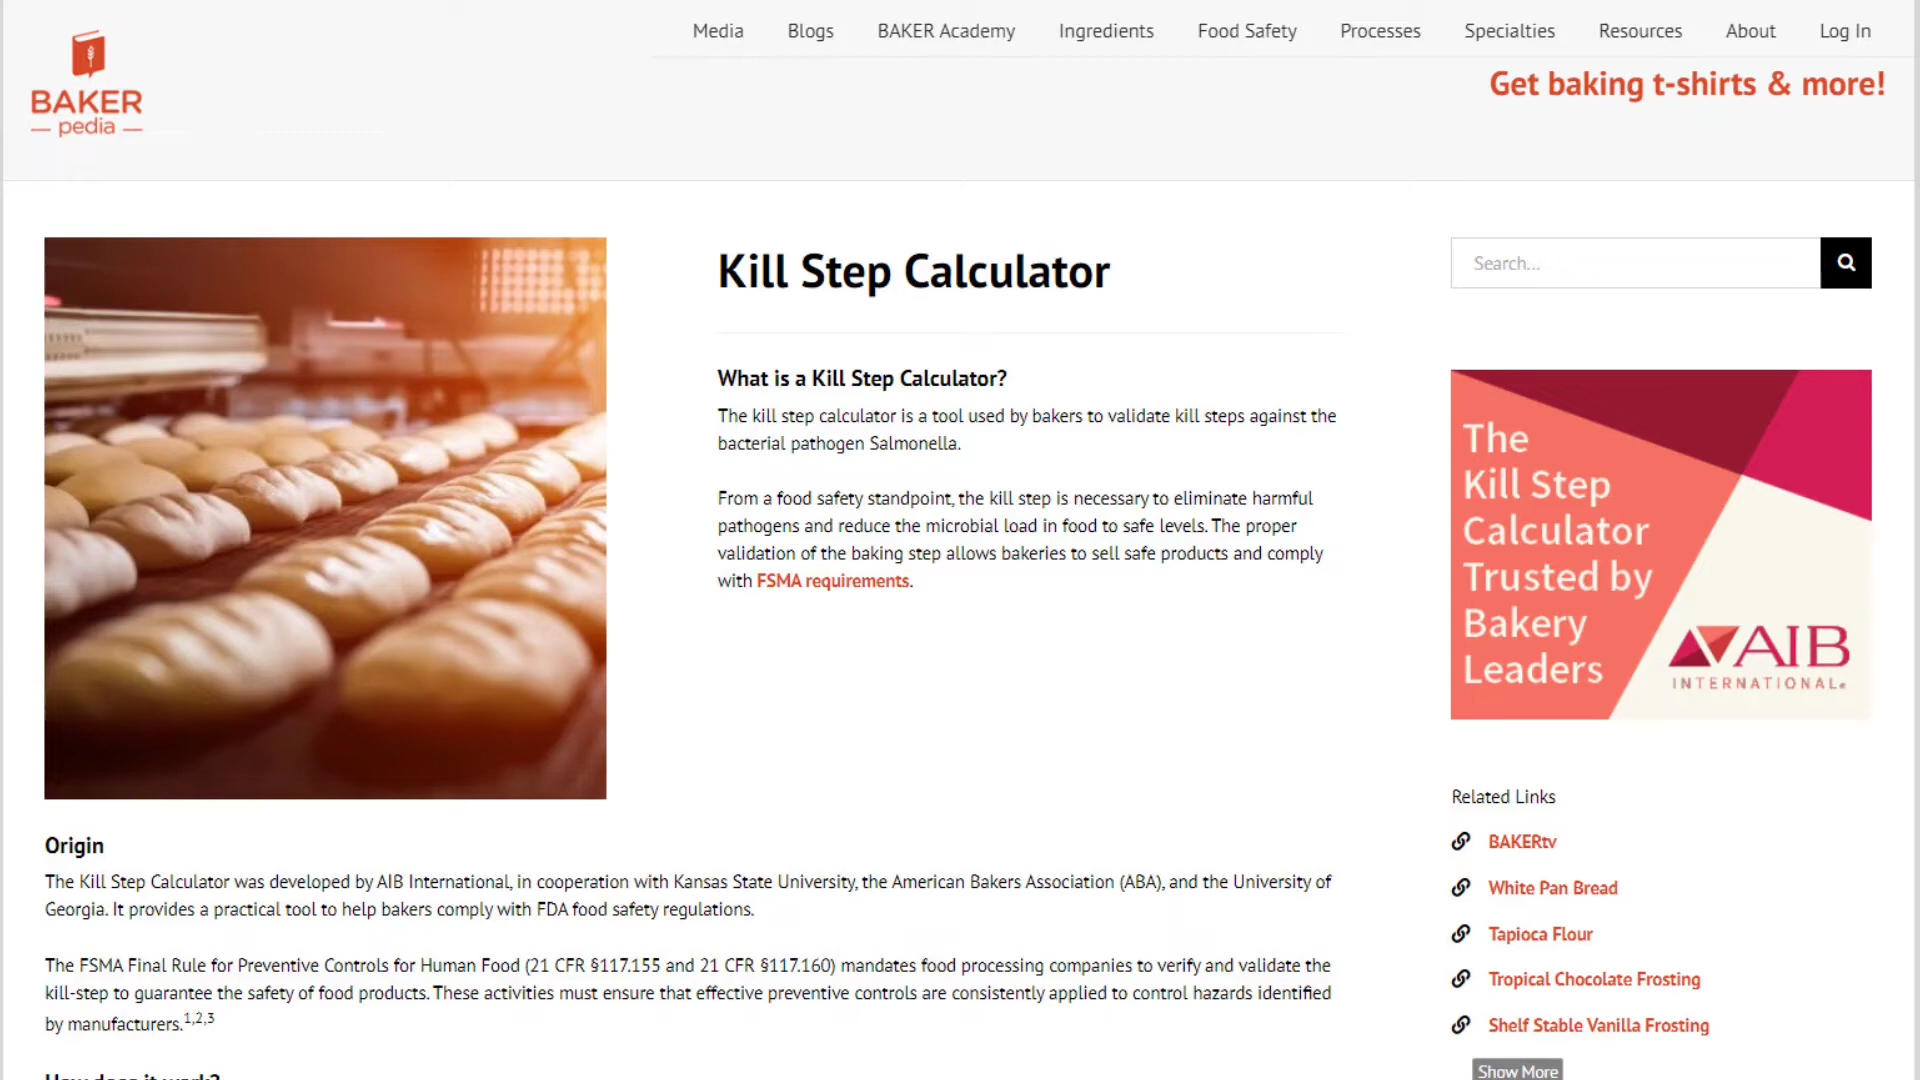 Media Blogs BAKER Academy Ingredients Food Safety Processes Specialties Resources About Log In
BAKER
pedia
Get baking t-shirts & more!
Kill Step Calculator
What is a Kill Step Calculator?
The kill step calculator is a tool used by bakers to validate kill steps against the
bacterial pathogen Salmonella.
From a food safety standpoint, the kill step is necessary to eliminate harmful
pathogens and reduce the microbial load in food to safe levels. The proper
validation of the baking step allows bakeries to sell safe products and comply
with FSMA requirements.
Origin
The Kill Step Calculator was developed by AIB International, in cooperation with Kansas State University, the American Bakers Association (ABA), and the University of
Georgia. It provides a practical tool to help bakers comply with FDA food safety regulations.
The FSMA Final Rule for Preventive Controls for Human Food (21 CFR §117.155 and 21 CFR §117.160) mandates food processing companies to verify and validate the
kill-step to guarantee the safety of food products. These activities must ensure that effective preventive controls are consistently applied to control hazards identified
by manufacturers.1,2,3
How does it work?
Search...
The
Kill Step
Calculator
Trusted by
Bakery
Leaders
AIB
INTERNATIONAL
Related Links
BAKERtv
White Pan Bread
Tapioca Flour
Tropical Chocolate Frosting
Shelf Stable Vanilla Frosting
Show More